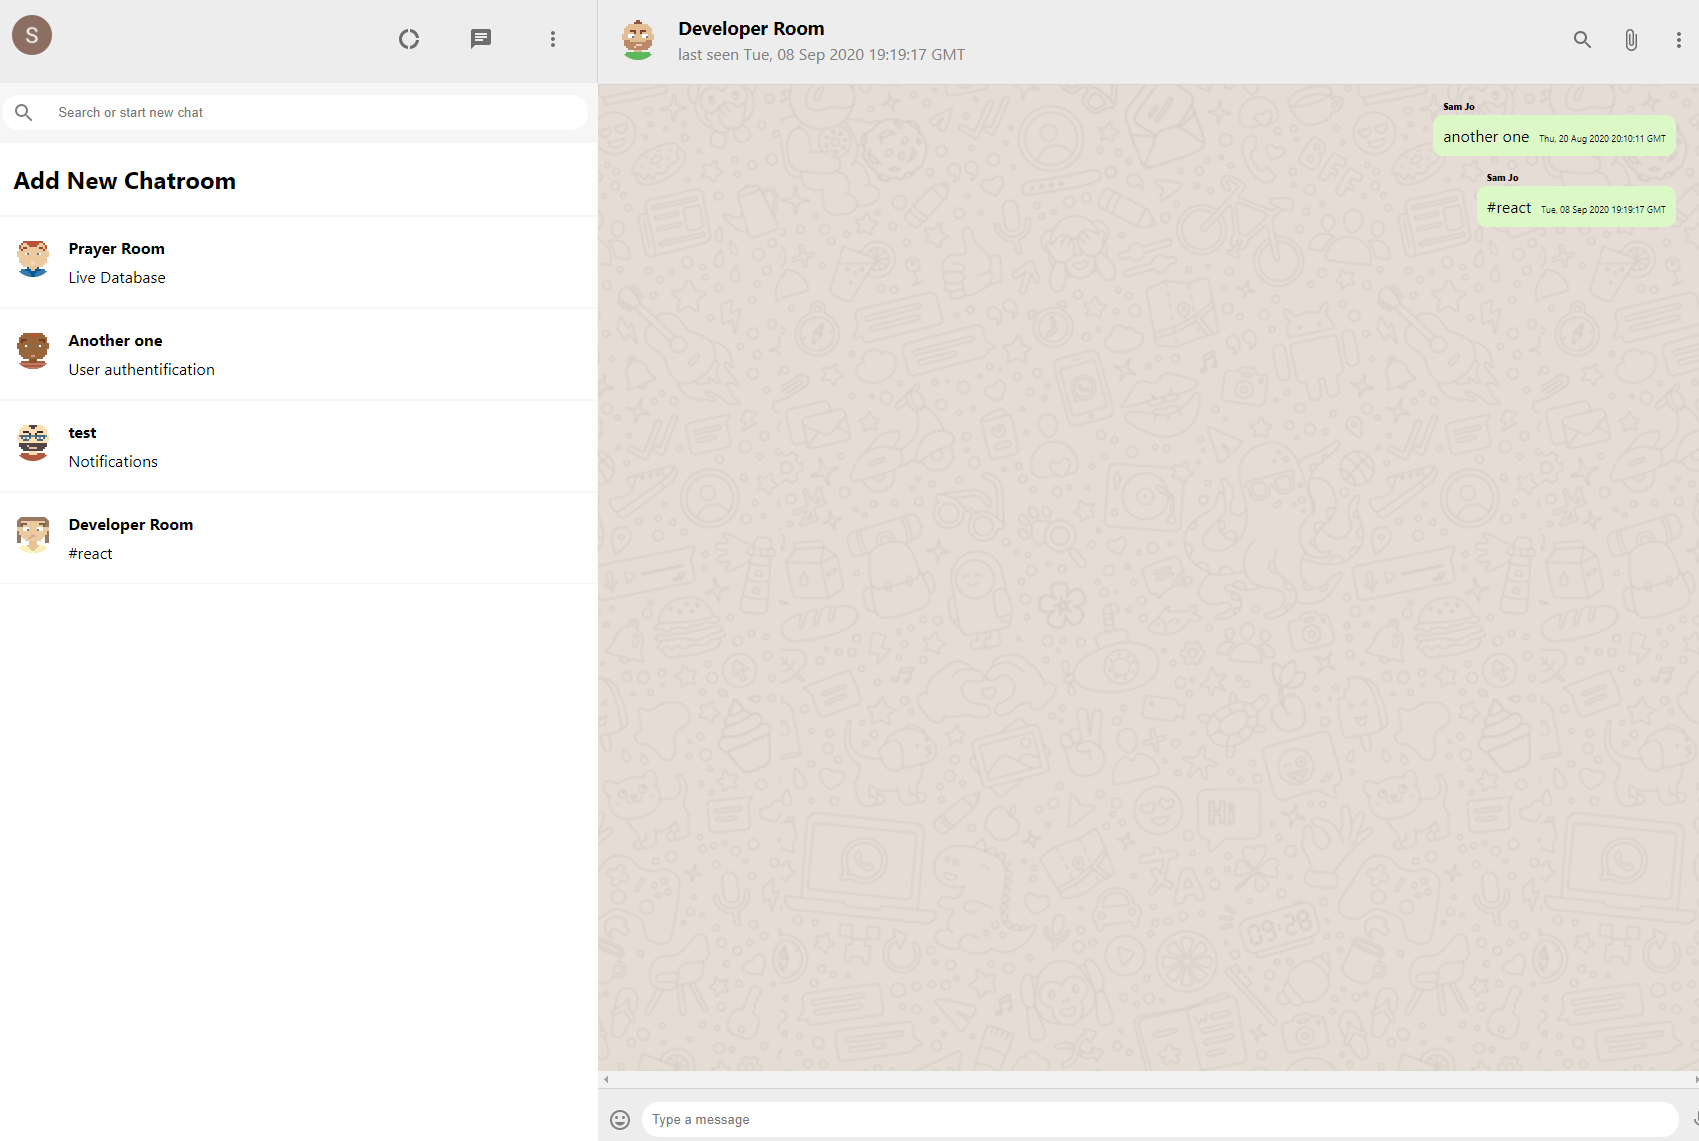 S
Search or start new chat
Add New Chatroom
Prayer Room
Live Database
Another one
User authentification
test
Notifications
Developer Room
#react
Developer Room
last seen Tue, 08 Sep 2020 19:19:17 GMT
Sam Jo
another one Thu, 20 Aug 2020 20:10:11 GMT
Sam Jo
#react Tue, 08 Sep 2020 19:19:17 GMT
Hi
09:28
Type a message